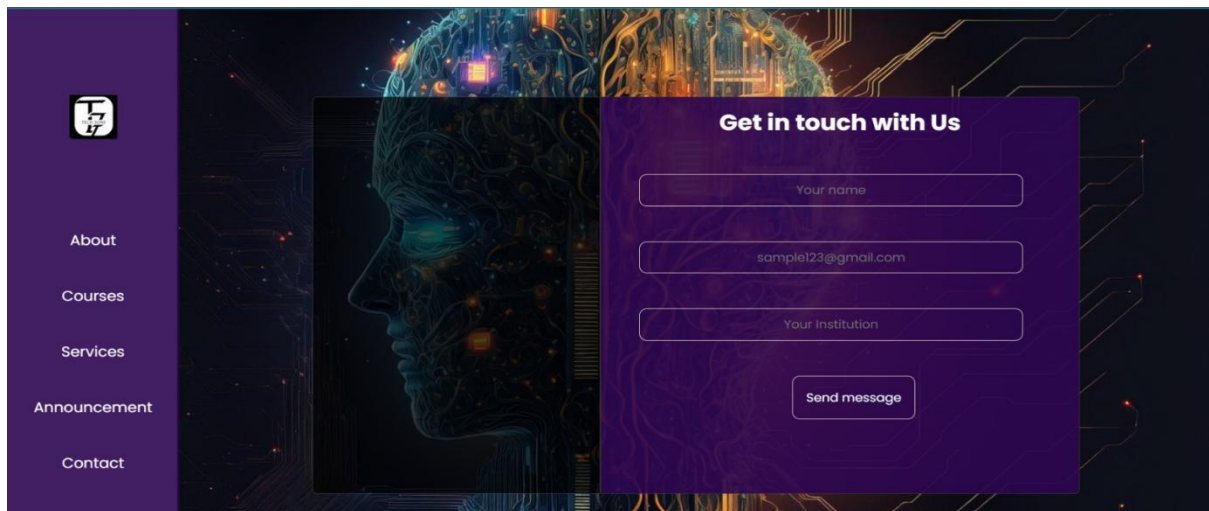 About
Courses
Services
Announcement
Contact
Get in touch with Us
Your name
sample123@gmail.com
Your Institution
Send message